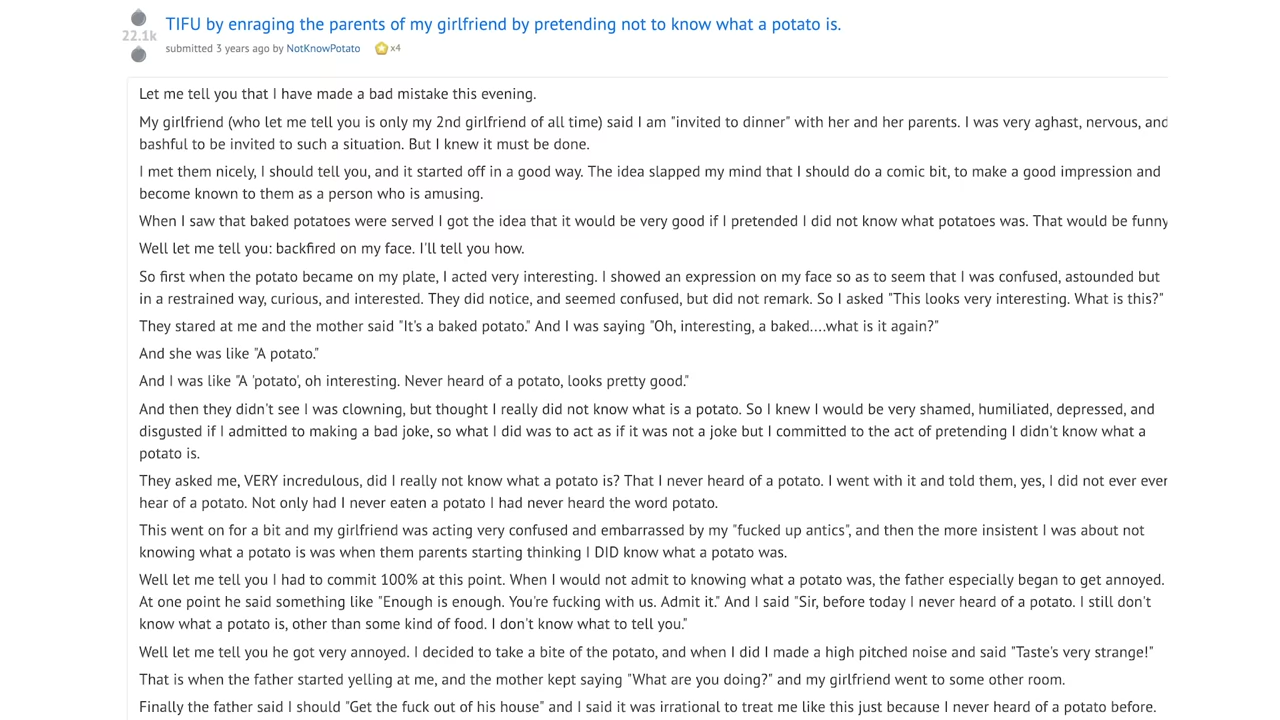 TIFU by enraging the parents of my girlfriend by pretending not to know what a potato is.
22.1k
submitted 3 years ago by NotKnowPotato x4
Let me tell you that I have made a bad mistake this evening.
My girlfriend (who let me tell you is only my 2nd girlfriend of all time) said I am "invited to dinner" with her and her parents. I was very aghast, nervous, and
bashful to be invited to such a situation. But I knew it must be done.
I met them nicely, I should tell you, and it started off in a good way. The idea slapped my mind that I should do a comic bit, to make a good impression and
become known to them as a person who is amusing.
When I saw that baked potatoes were served I got the idea that it would be very good if I pretended I did not know what potatoes was. That would be funny
Well let me tell you: backfired on my face. I'll tell you how.
So first when the potato became on my plate, I acted very interesting. I showed an expression on my face so as to seem that I was confused, astounded but
in a restrained way, curious, and interested. They did notice, and seemed confused, but did not remark. So I asked "This looks very interesting. What is this?"
They stared at me and the mother said "It's a baked potato." And I was saying "Oh, interesting, a baked....what is it again?"
And she was like "A potato."
And I was like "A 'potato', oh interesting. Never heard of a potato, looks pretty good."
And then they didn't see I was clowning, but thought I really did not know what is a potato. So I knew I would be very shamed, humiliated, depressed, and
disgusted if I admitted to making a bad joke, so what I did was to act as if it was not a joke but I committed to the act of pretending I didn't know what a
potato is.
They asked me, VERY incredulous, did I really not know what a potato is? That I never heard of a potato. I went with it and told them, yes, I did not ever ever
hear of a potato. Not only had I never eaten a potato I had never heard the word potato.
This went on for a bit and my girlfriend was acting very confused and embarrassed by my "fucked up antics", and then the more insistent I was about not
knowing what a potato is was when them parents starting thinking I DID know what a potato was.
Well let me tell you I had to commit 100% at this point. When I would not admit to knowing what a potato was, the father especially began to get annoyed.
At one point he said something like "Enough is enough. You're fucking with us. Admit it." And I said "Sir, before today I never heard of a potato. I still don't
know what a potato is, other than some kind of food. I don't know what to tell you."
Well let me tell you he got very annoyed. I decided to take a bite of the potato, and when I did I made a high pitched noise and said "Taste's very strange!"
That is when the father started yelling at me, and the mother kept saying "What are you doing?" and my girlfriend went to some other room.
Finally the father said I should "Get the fuck out of his house" and I said it was irrational to treat me like this just because I never heard of a potato before.